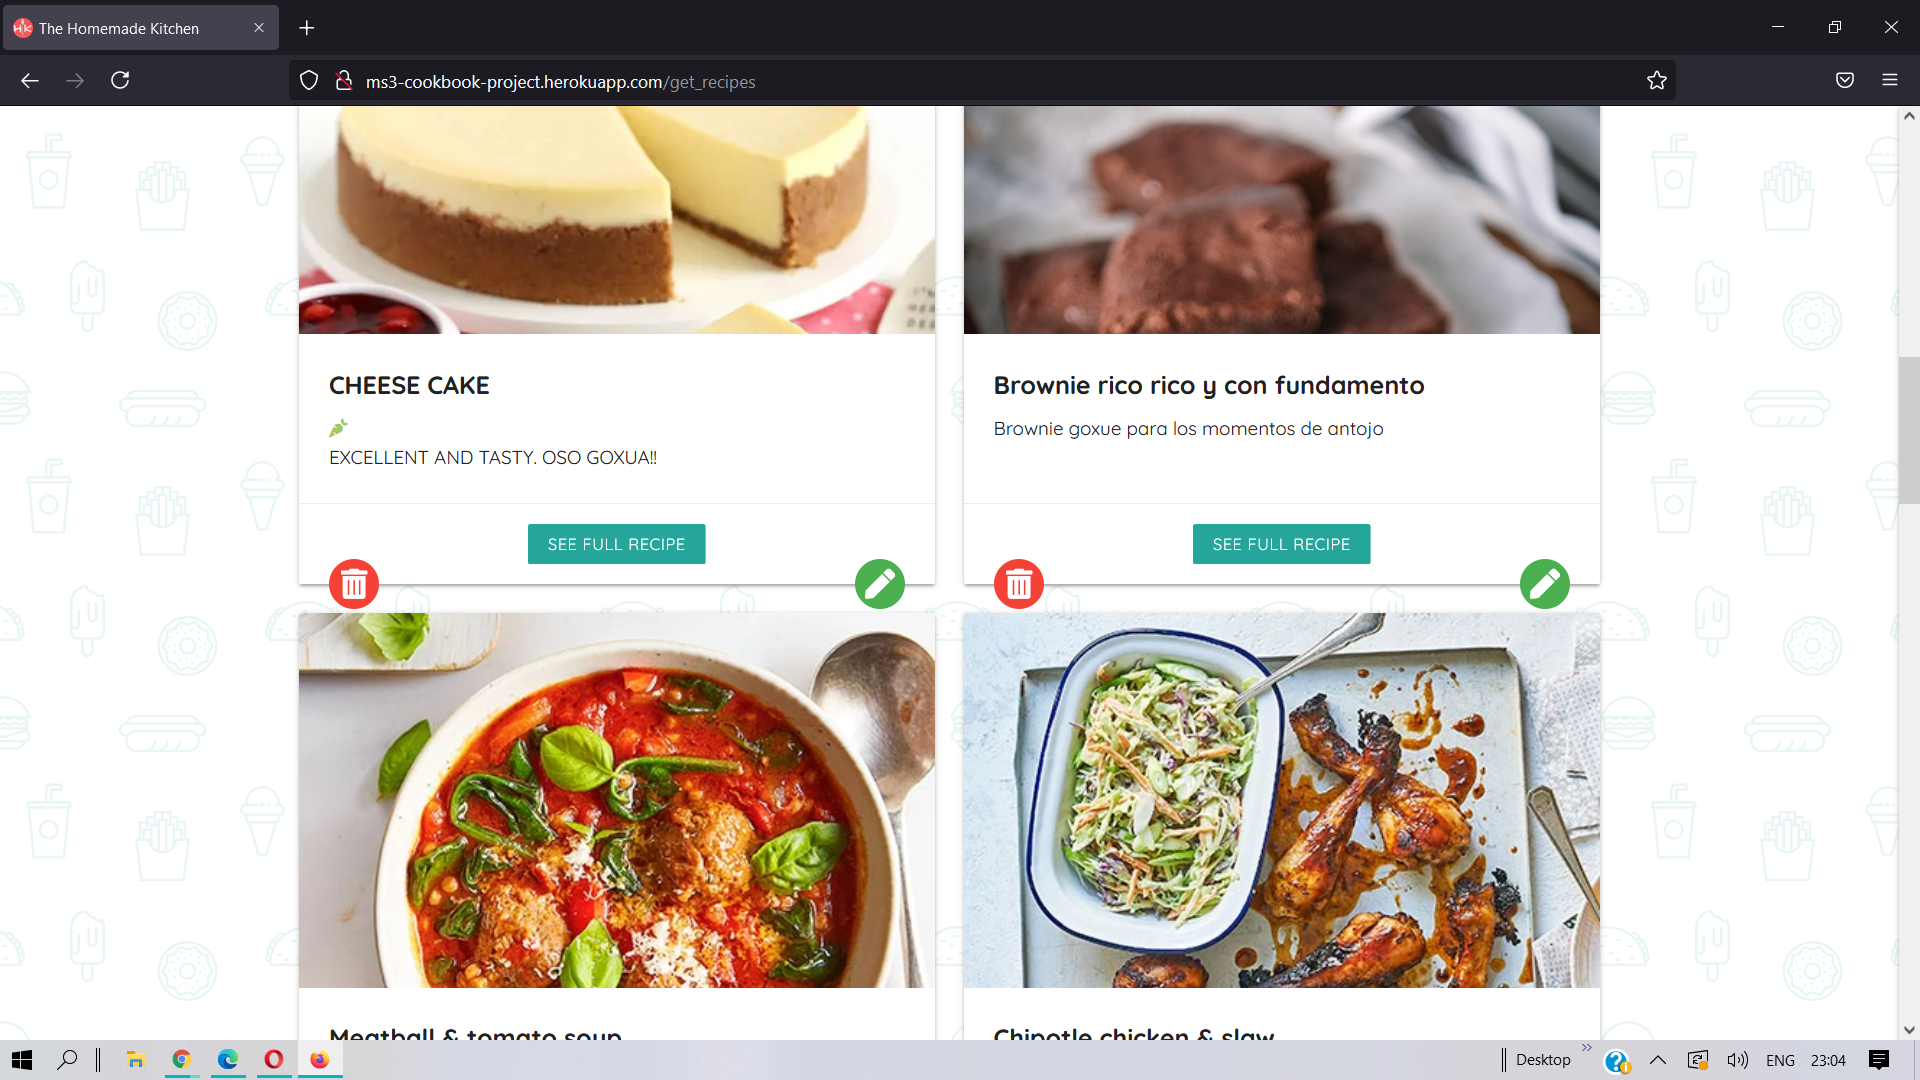 The Homemade Kitchen
ms3-cookbook-project.herokuapp.com/get_recipes
CHEESE CAKE
EXCELLENT AND TASTY. OSO GOXUA!!
SEE FULL RECIPE
Brownie rico rico y con fundamento
Brownie goxue para los momentos de antojo
SEE FULL RECIPE
Meatball & tomato soup
Chipotle chicken & slaw
Desktop
ENG
23:04